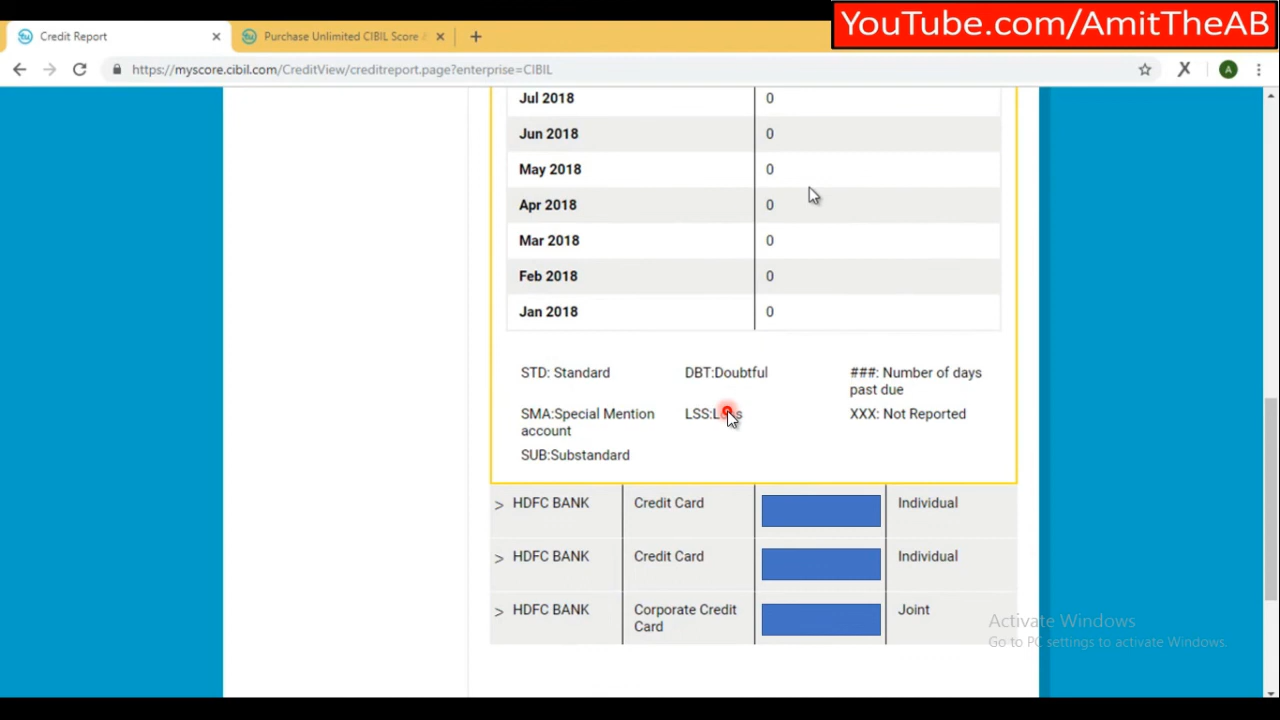 YouTube.com/AmitTheAB
Credit Report
Purchase Unlimited CIBIL Score &
https://myscore.cibil.com/CreditView/creditreport.page?enterprise=CIBIL
A
Jul 2018 0
Jun 2018 0
May 2018 0
Apr 2018 0
Mar 2018 0
Feb 2018 0
Jan 2018 0
STD: Standard DBT:Doubtful ###: Number of days
past due
SMA:Special Mention LSS: XXX: Not Reported
account
SUB:Substandard
> HDFC BANK Credit Card Individual
> HDFC BANK Credit Card Individual
> HDFC BANK Corporate Credit Joint
Card
Activate Windows
Go to PC settings to activate Windows.